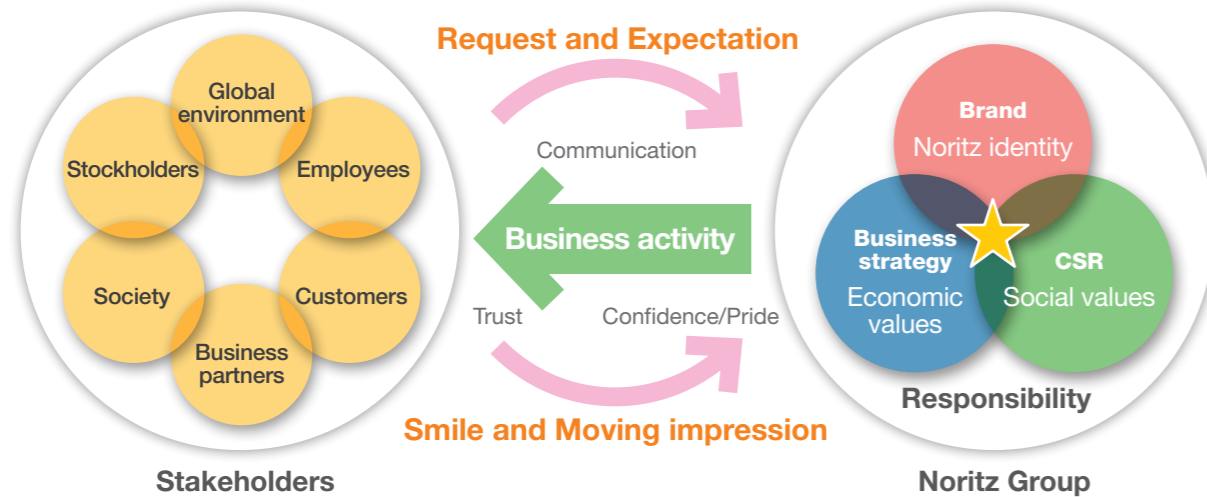 Request and Expectation
Global
environment
Stockholders
Employees
Society
Customers
Business
partners
Stakeholders
Communication
Business activity
Trust
Confidence/Pride
Smile and Moving impression
Brand
Noritz identity
Business
strategy
Economic
values
CSR
Social values
Responsibility
Noritz Group